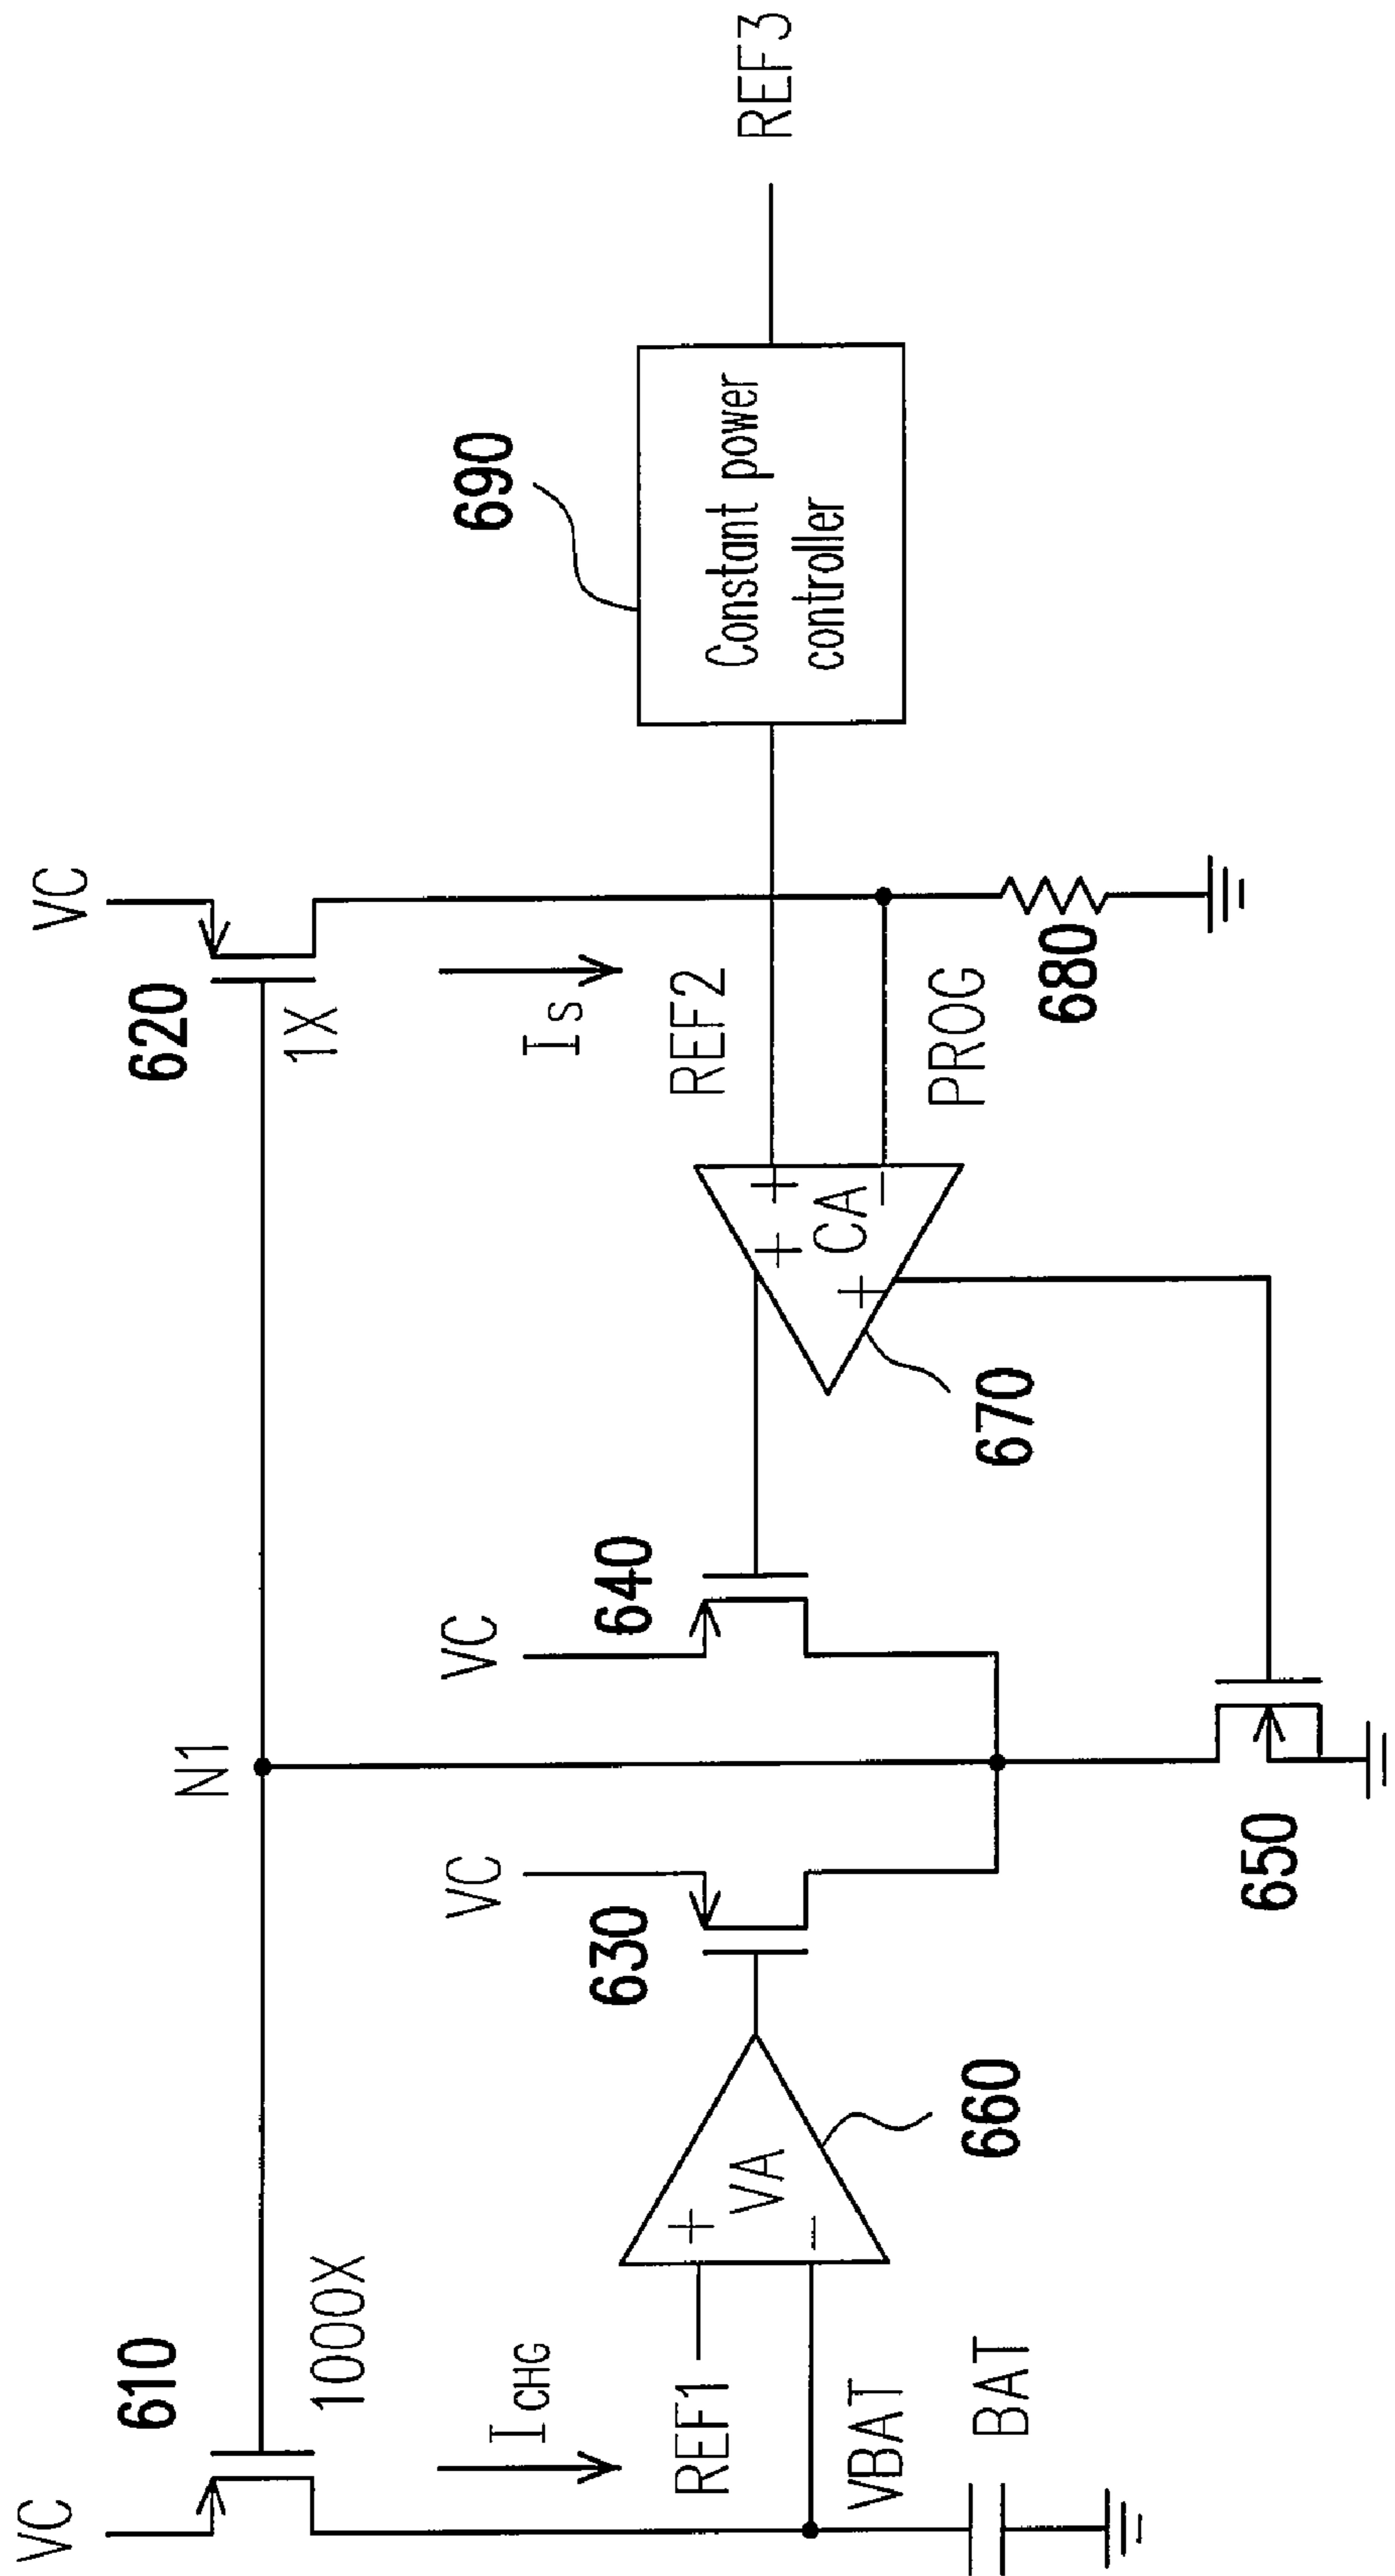 VC
610
1000X
ICHG
REF1
VBAT
BAT
VA
+
-
660
VC
630
N1
VC
640
650
670
+
+
+
CA
-
VC
620
1X
IS
REF2
PROG
680
690
Constant power
controller
REF3